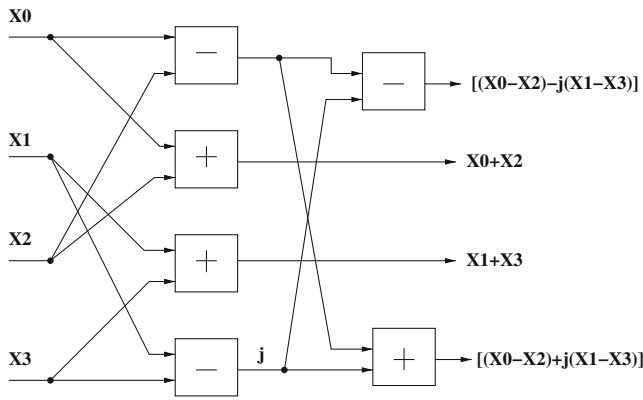 X0
−
−
[(X0−X2)−j(X1−X3)]
X1
+
X0+X2
X2
+
X1+X3
X3
−
j
+
[(X0−X2)+j(X1−X3)]